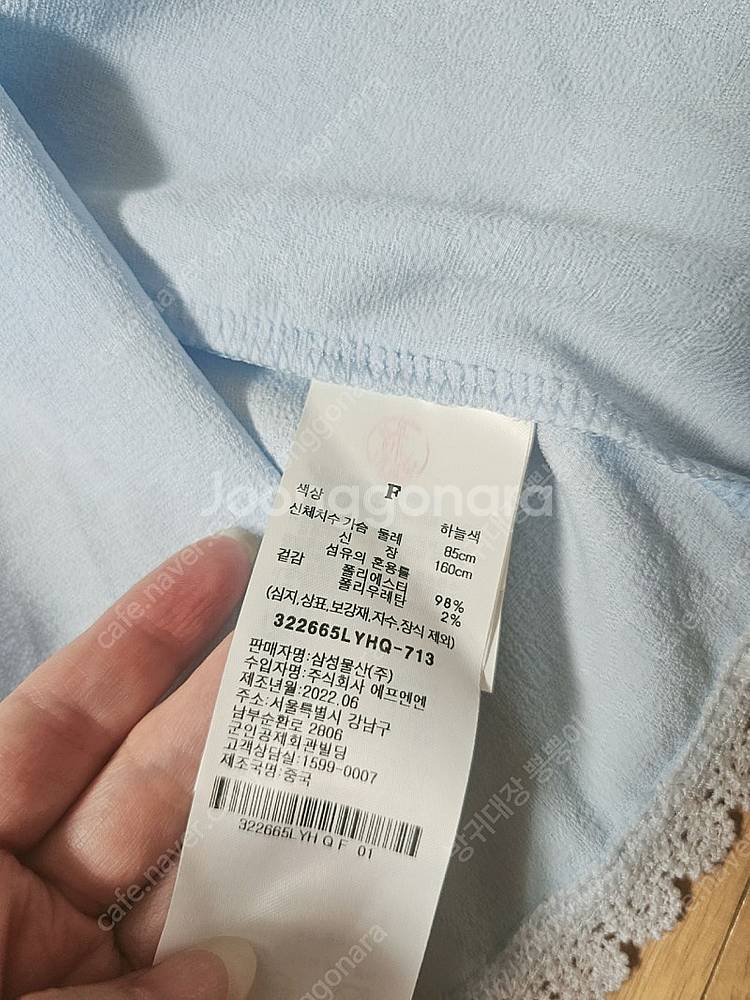 F
색상 하늘색
신체치수 가슴 둘레 85cm
신 장 160cm
섬유의 혼용률
겉감 폴리에스터 98%
폴리우레탄 2%
(심지,상표,보강재,자수,장식 제외)
322665LYHQ-713
판매자명:삼성물산(주)
수입자명:주식회사 에프엔엔
제조년월:2022.06
주소:서울특별시 강남구
남부순환로 2806
군인공제회관빌딩
고객상담실:1599-0007
제조국명:중국
322665LYH Q F 01
Joonggonara